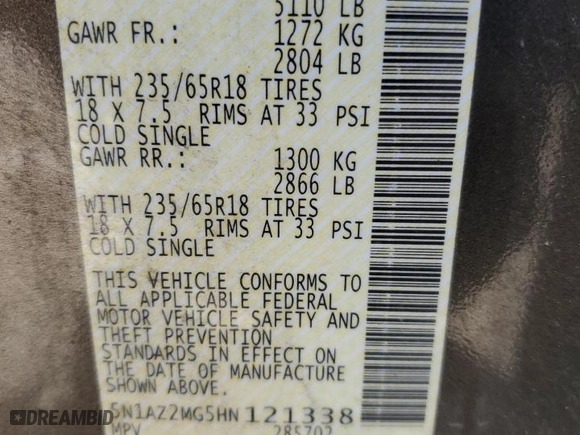 5110 LB
GAWR FR.: 1272 KG
2804 LB
WITH 235/65R18 TIRES
18 X 7.5 RIMS AT 33 PSI
COLD SINGLE
GAWR RR.: 1300 KG
2866 LB
WITH 235/65R18 TIRES
18 X 7.5 RIMS AT 33 PSI
COLD SINGLE
THIS VEHICLE CONFORMS TO
ALL APPLICABLE FEDERAL
MOTOR VEHICLE SAFETY AND
THEFT PREVENTION
STANDARDS IN EFFECT ON
THE DATE OF MANUFACTURE
SHOWN ABOVE.
5N1AZ2MG5HN121338
MPV 285702
DREAMBID